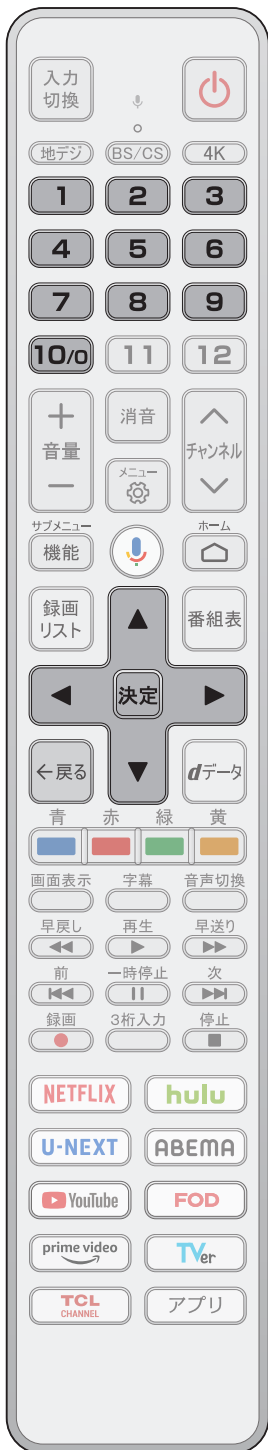 入力
切換
地デジ BS/CS 4K
1 2 3
4 5 6
7 8 9
10/0 11 12
+ 消音
音量 チャンネル
− メニュー
サブメニュー ホーム
機能
録画
リスト 番組表
決定
←戻る dデータ
青 赤 緑 黄
画面表示 字幕 音声切換
早戻し 再生 早送り
前 一時停止 次
録画 3桁入力 停止
NETFLIX hulu
U-NEXT ABEMA
YouTube FOD
prime video TVer
TCL
CHANNEL アプリ